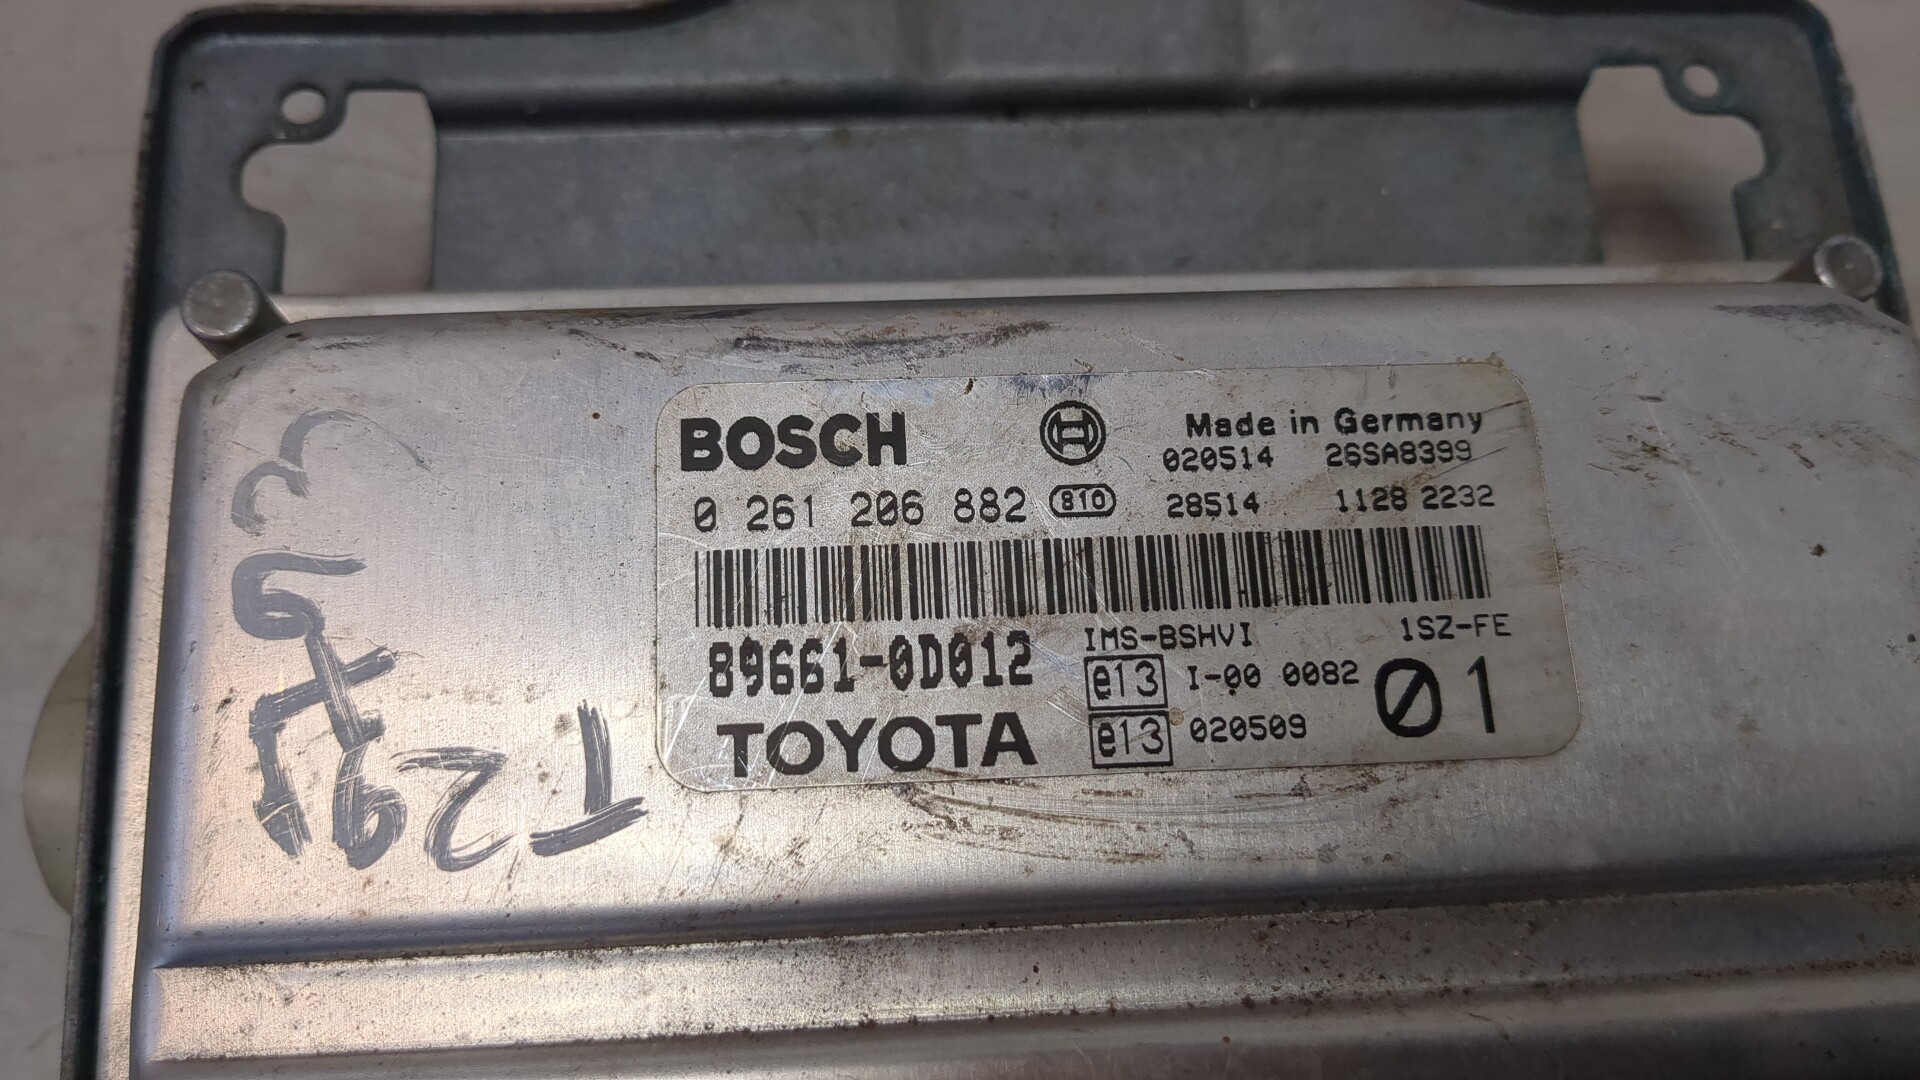 BOSCH Made in Germany
020514 26SA8399
0 261 206 882 810 28514 1128 2232
89661-0D012 IMS-BSHVI 1SZ-FE
e13 I-00 0082 01
TOYOTA e13 020509